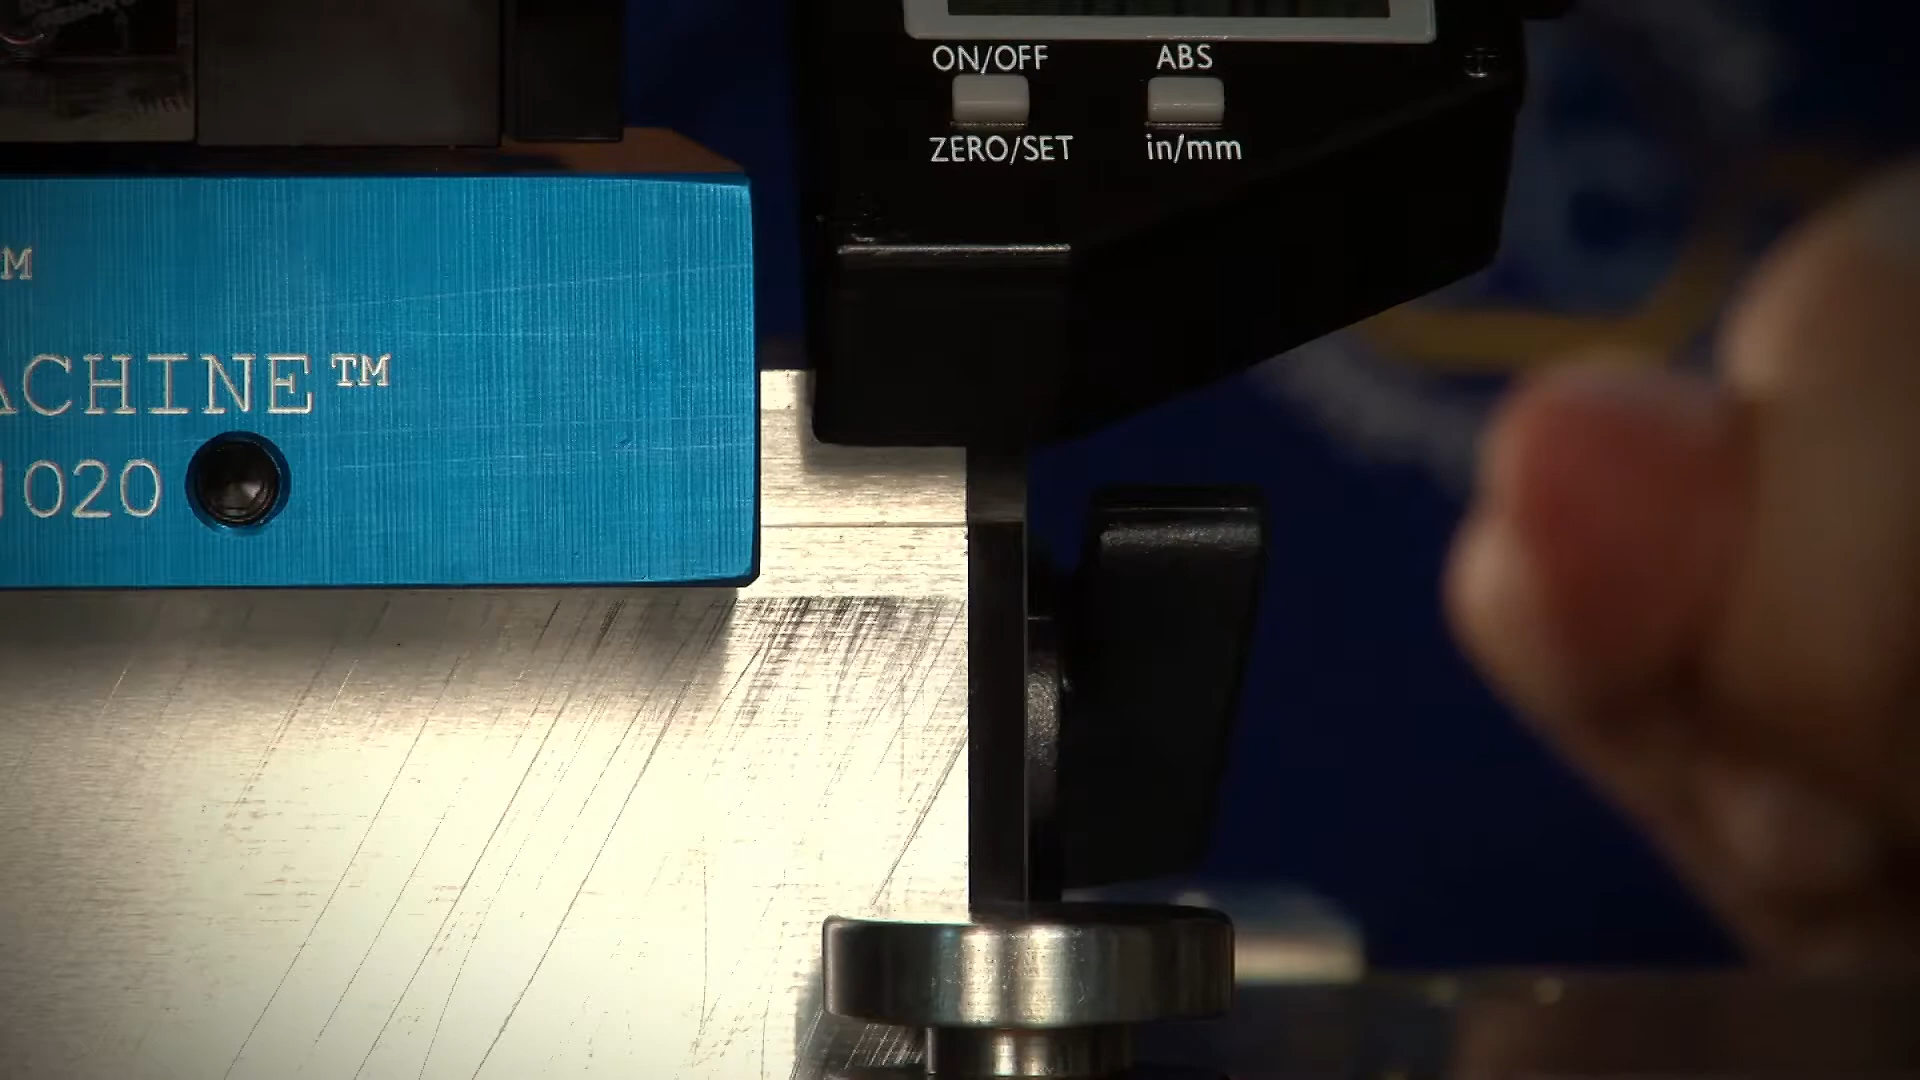 ON/OFF ABS
ZERO/SET in/mm
M
ACHINE™
1020